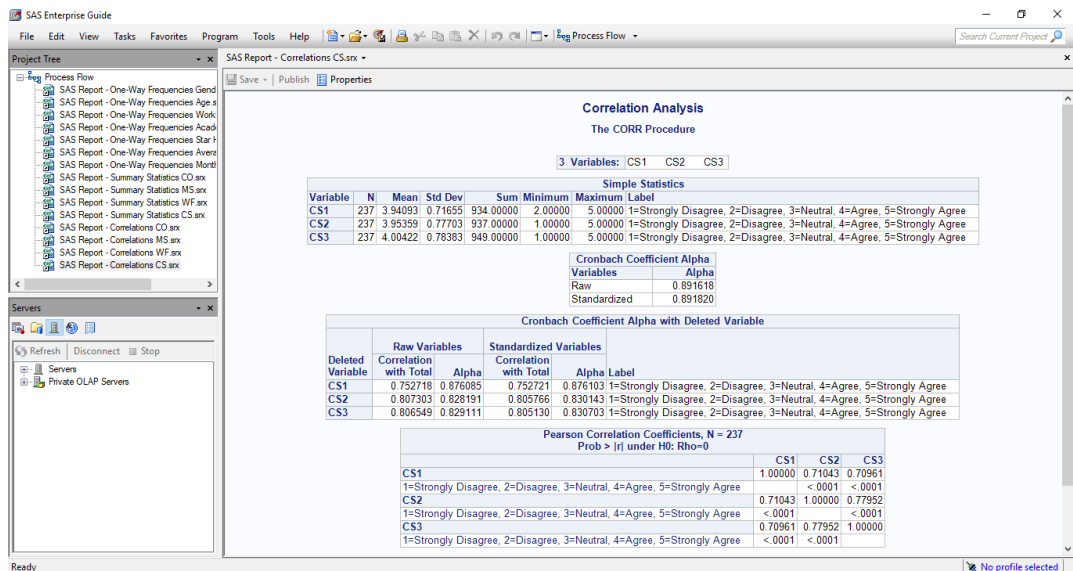 SAS Enterprise Guide
File Edit View Tasks Favorites Program Tools Help Process Flow Search Current Project
Project Tree
Process Flow
SAS Report - One-Way Frequencies Gend
SAS Report - One-Way Frequencies Age.s
SAS Report - One-Way Frequencies Work
SAS Report - One-Way Frequencies Acad
SAS Report - One-Way Frequencies Star
SAS Report - One-Way Frequencies Avera
SAS Report - One-Way Frequencies Month
SAS Report - Summary Statistics CO.srx
SAS Report - Summary Statistics MS.srx
SAS Report - Summary Statistics WF.srx
SAS Report - Summary Statistics CS.srx
SAS Report - Correlations CO.srx
SAS Report - Correlations MS.srx
SAS Report - Correlations WF.srx
SAS Report - Correlations CS.srx
Servers
Refresh Disconnect Stop
Servers
Private OLAP Servers
SAS Report - Correlations CS.srx
Save Publish Properties
Correlation Analysis
The CORR Procedure
3 Variables: CS1 CS2 CS3
Simple Statistics
Variable N Mean Std Dev Sum Minimum Maximum Label
CS1 237 3.94093 0.71655 934.00000 2.00000 5.00000 1=Strongly Disagree, 2=Disagree, 3=Neutral, 4=Agree, 5=Strongly Agree
CS2 237 3.95359 0.77703 937.00000 1.00000 5.00000 1=Strongly Disagree, 2=Disagree, 3=Neutral, 4=Agree, 5=Strongly Agree
CS3 237 4.00422 0.78383 949.00000 1.00000 5.00000 1=Strongly Disagree, 2=Disagree, 3=Neutral, 4=Agree, 5=Strongly Agree
Cronbach Coefficient Alpha
Variables Alpha
Raw 0.891618
Standardized 0.891820
Cronbach Coefficient Alpha with Deleted Variable
Raw Variables Standardized Variables
Deleted Correlation Correlation
Variable with Total Alpha with Total Alpha Label
CS1 0.752718 0.876085 0.752721 0.876103 1=Strongly Disagree, 2=Disagree, 3=Neutral, 4=Agree, 5=Strongly Agree
CS2 0.807303 0.828191 0.805766 0.830143 1=Strongly Disagree, 2=Disagree, 3=Neutral, 4=Agree, 5=Strongly Agree
CS3 0.806549 0.829111 0.805130 0.830703 1=Strongly Disagree, 2=Disagree, 3=Neutral, 4=Agree, 5=Strongly Agree
Pearson Correlation Coefficients, N = 237
Prob > |r| under H0: Rho=0
CS1 CS2 CS3
CS1 1.00000 0.71043 0.70961
1=Strongly Disagree, 2=Disagree, 3=Neutral, 4=Agree, 5=Strongly Agree <.0001 <.0001
CS2 0.71043 1.00000 0.77952
1=Strongly Disagree, 2=Disagree, 3=Neutral, 4=Agree, 5=Strongly Agree <.0001 <.0001
CS3 0.70961 0.77952 1.00000
1=Strongly Disagree, 2=Disagree, 3=Neutral, 4=Agree, 5=Strongly Agree <.0001 <.0001
Ready
No profile selected